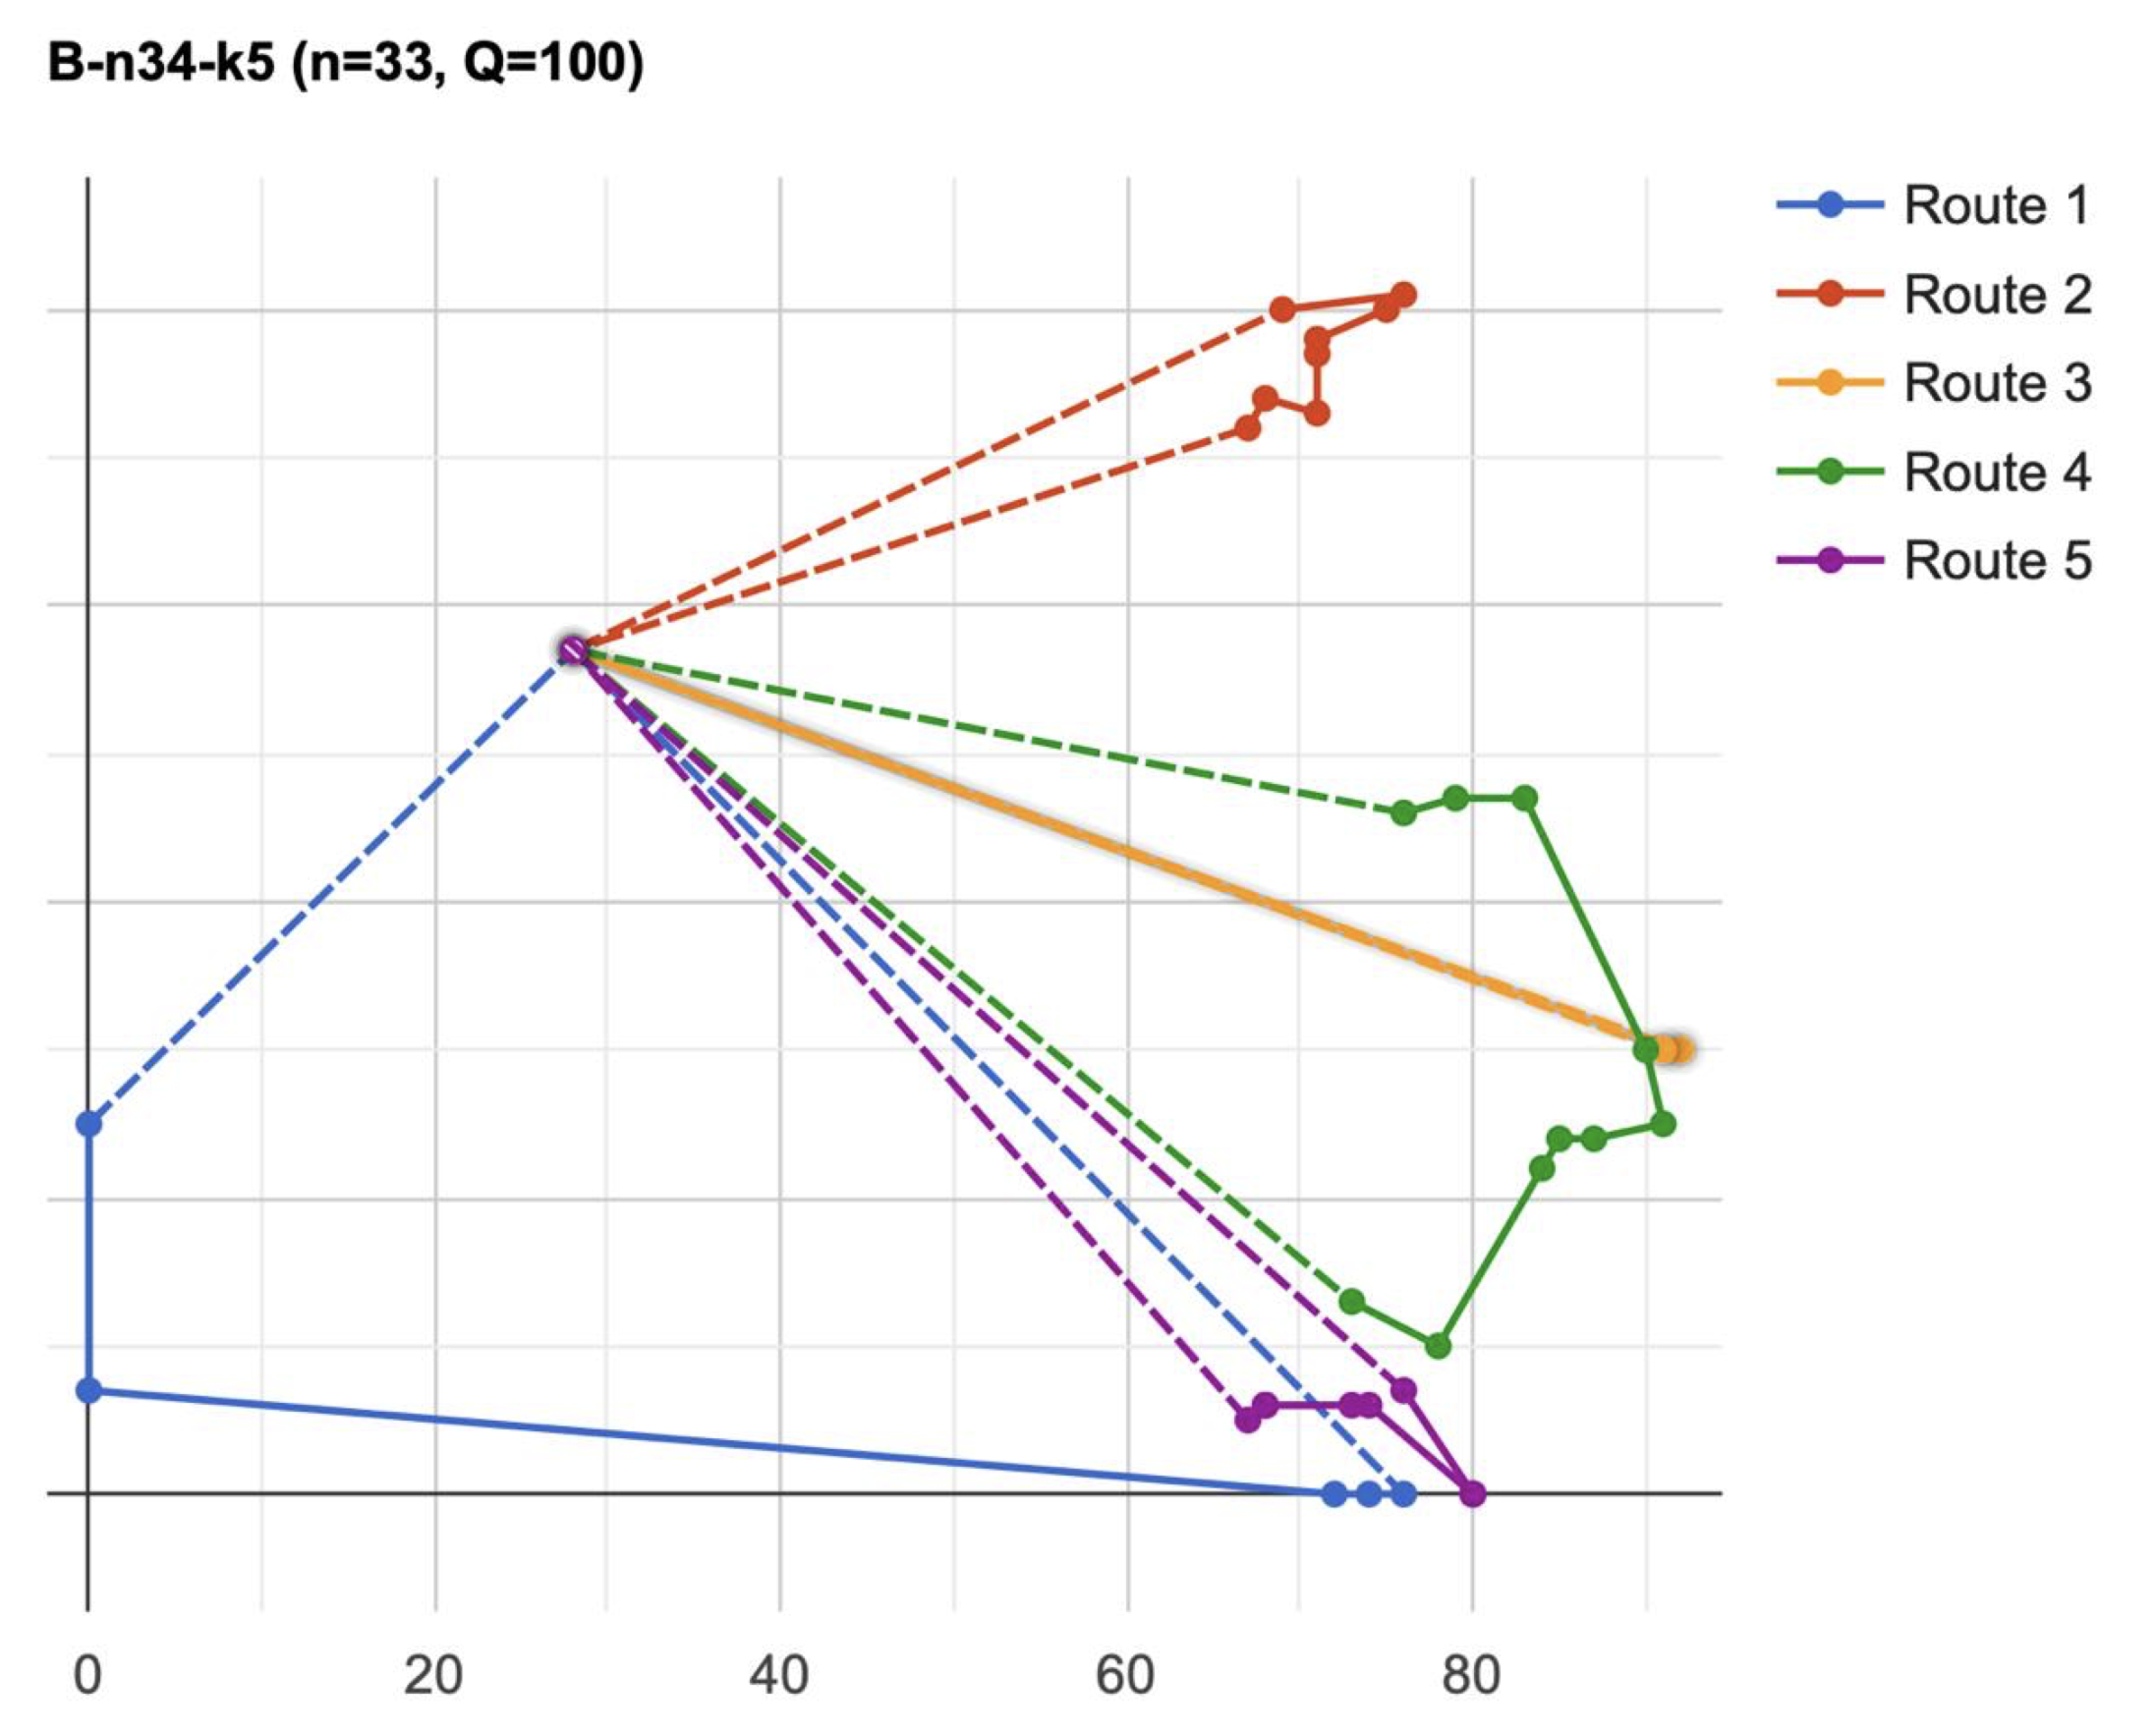 B-n34-k5 (n=33, Q=100)
Route 1
Route 2
Route 3
Route 4
Route 5
0 20 40 60 80